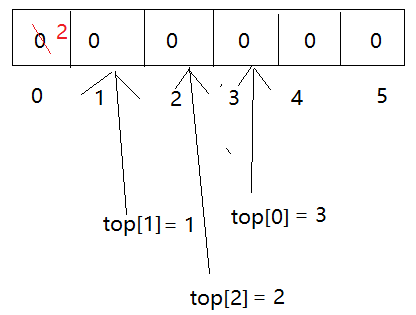 0 2 0 0 0 0 0
0 1 2 3 4 5
top[1] = 1
top[0] = 3
top[2] = 2